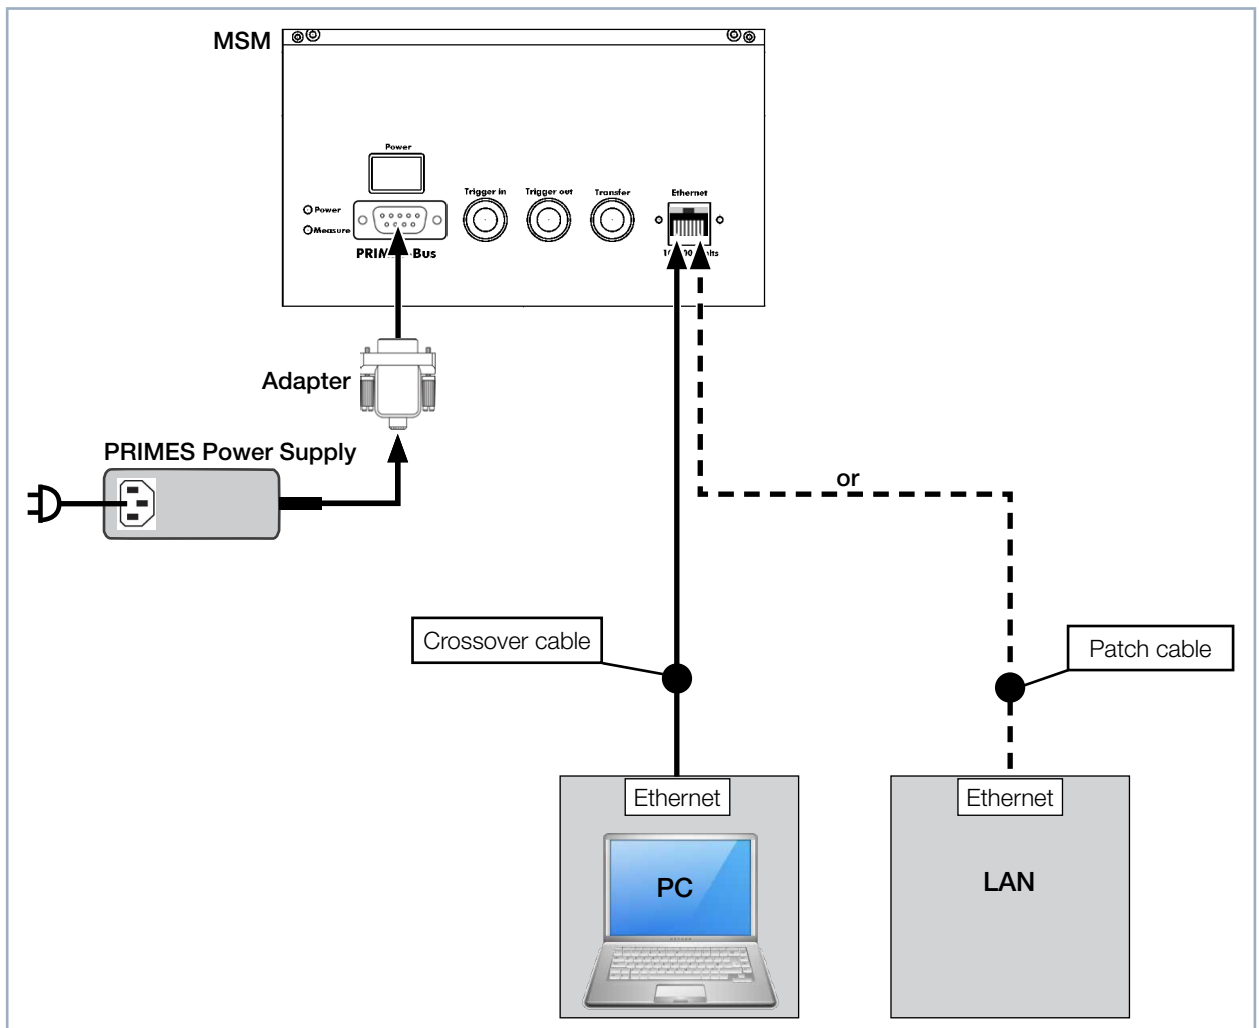 MSM
Power
Trigger in
Trigger out
Transfer
Ethernet
Power
Measure
Bus
Adapter
PRIMES Power Supply
or
Crossover cable
Patch cable
Ethernet
Ethernet
PC
LAN